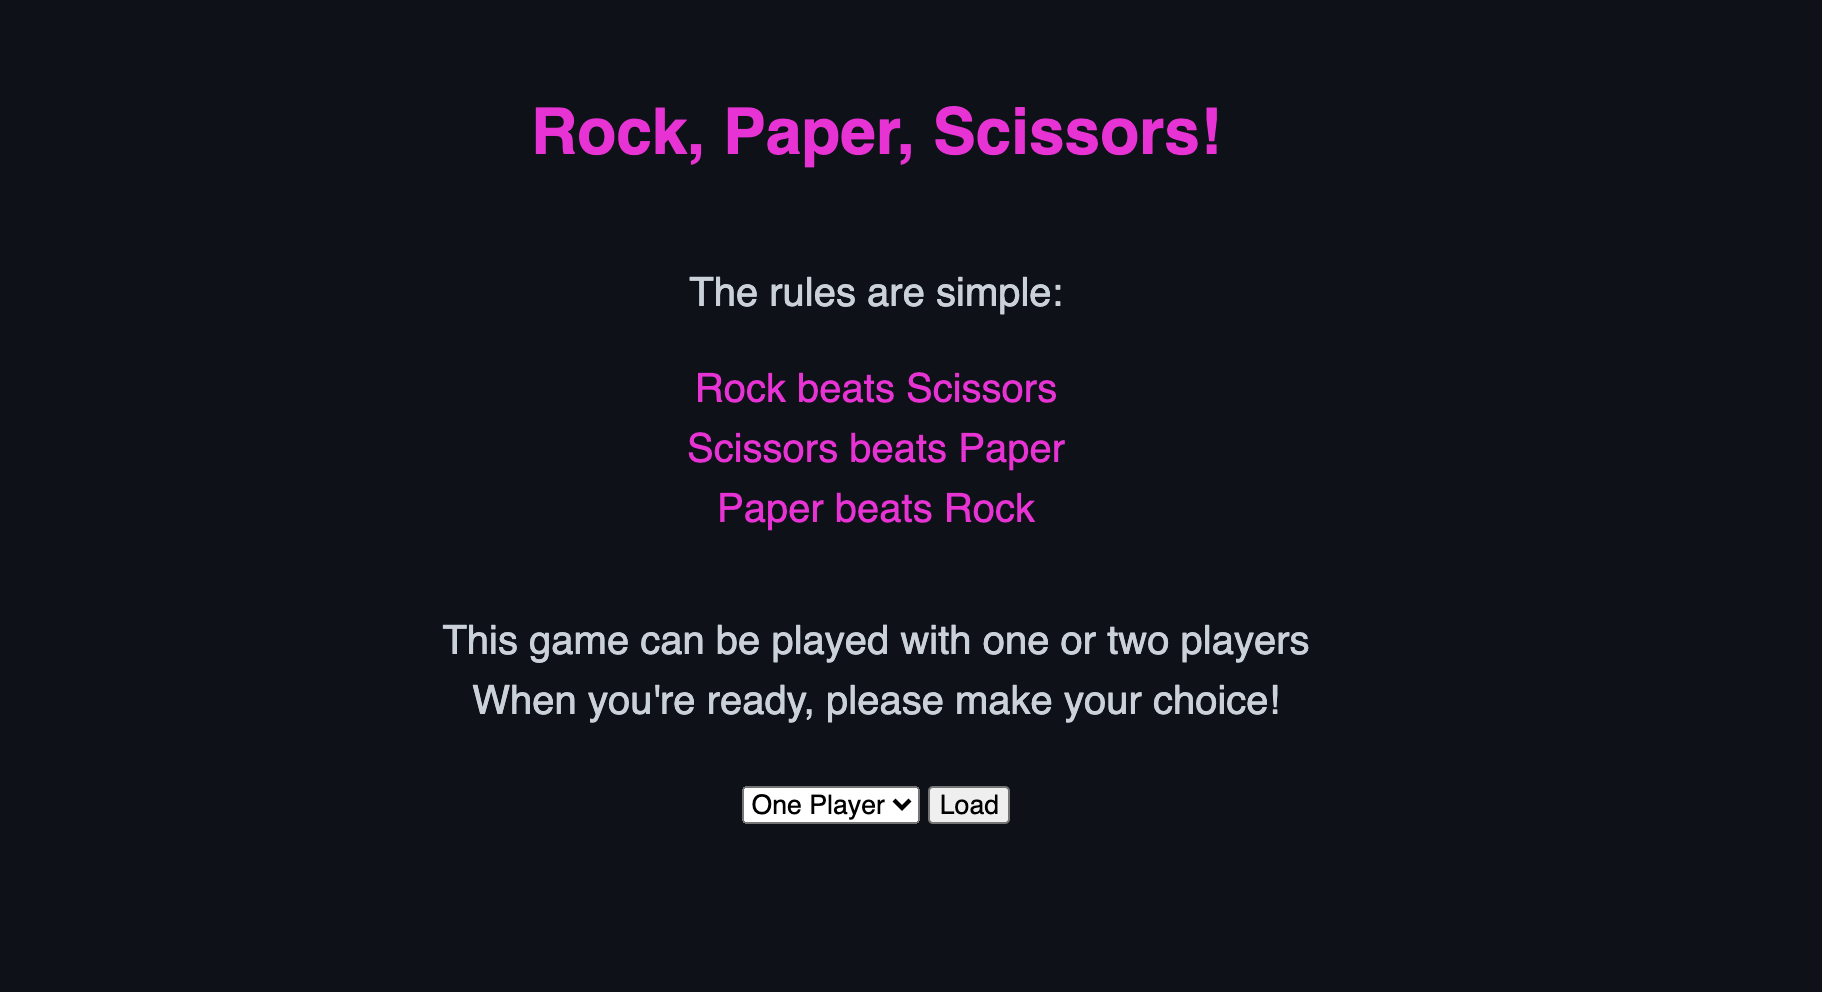 Rock, Paper, Scissors!
The rules are simple:
Rock beats Scissors
Scissors beats Paper
Paper beats Rock
This game can be played with one or two players
When you're ready, please make your choice!
One Player Load